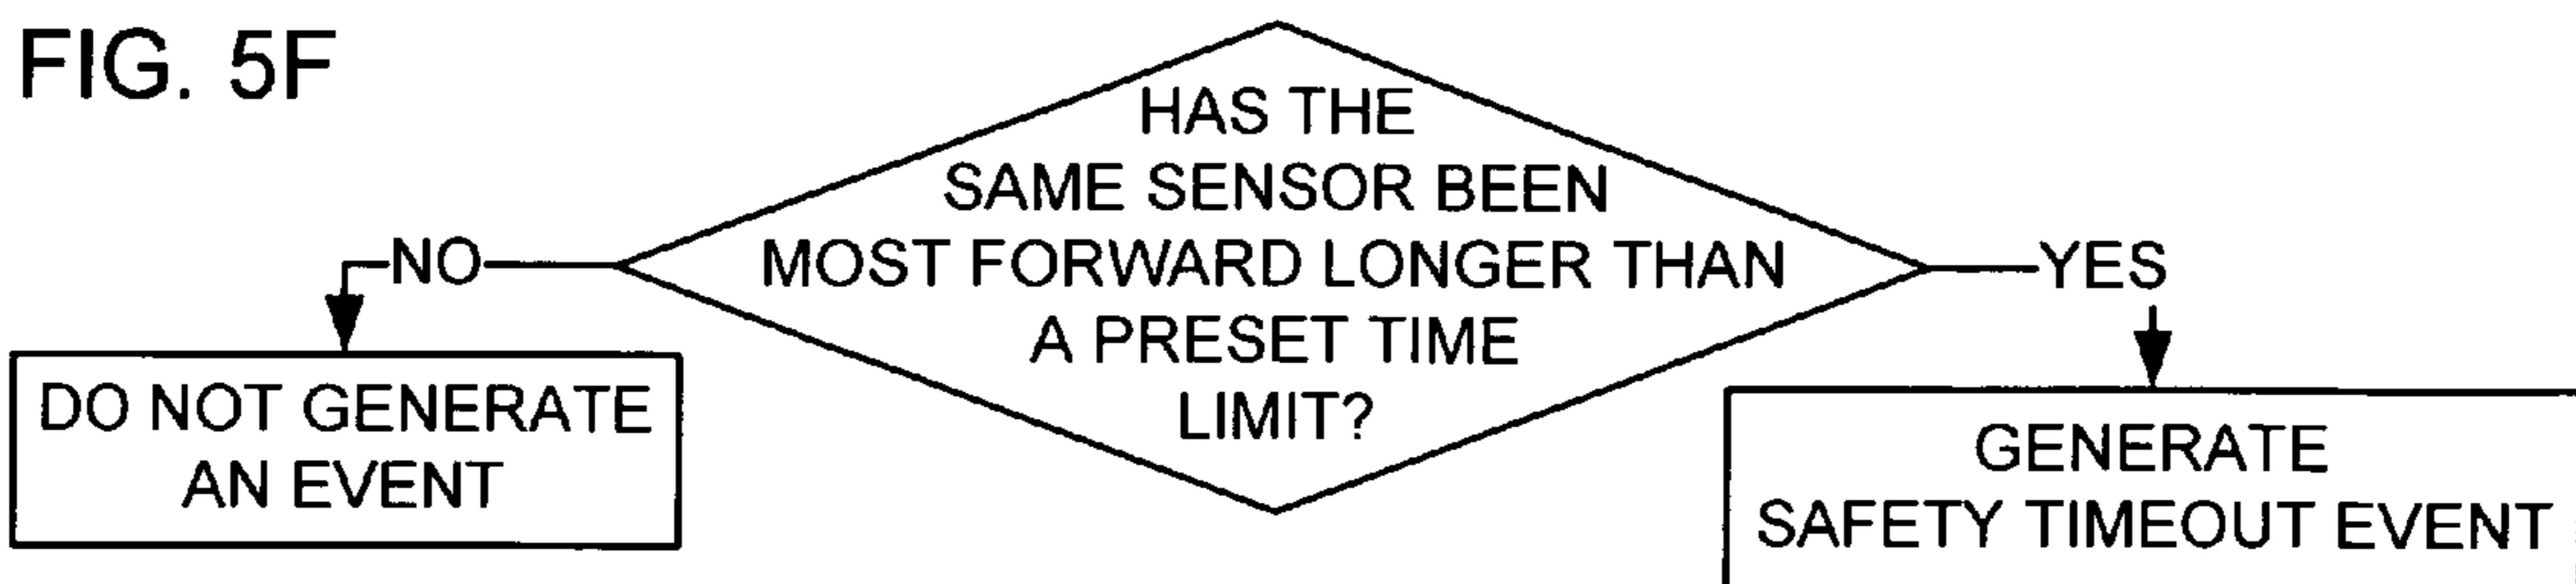 FIG. 5F
HAS THE
SAME SENSOR BEEN
MOST FORWARD LONGER THAN
A PRESET TIME
LIMIT?
NO
YES
DO NOT GENERATE
AN EVENT
GENERATE
SAFETY TIMEOUT EVENT